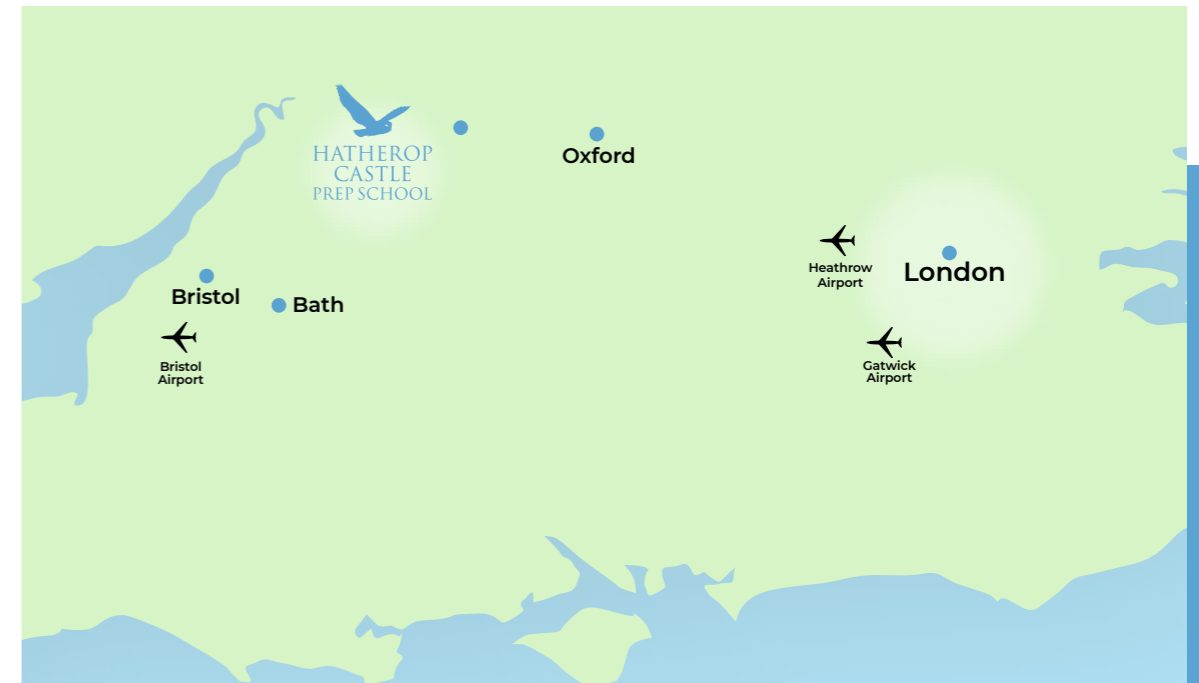 HATHEROP
CASTLE
PREP SCHOOL
Oxford
Heathrow
Airport
London
Bristol
Bath
Bristol
Airport
Gatwick
Airport